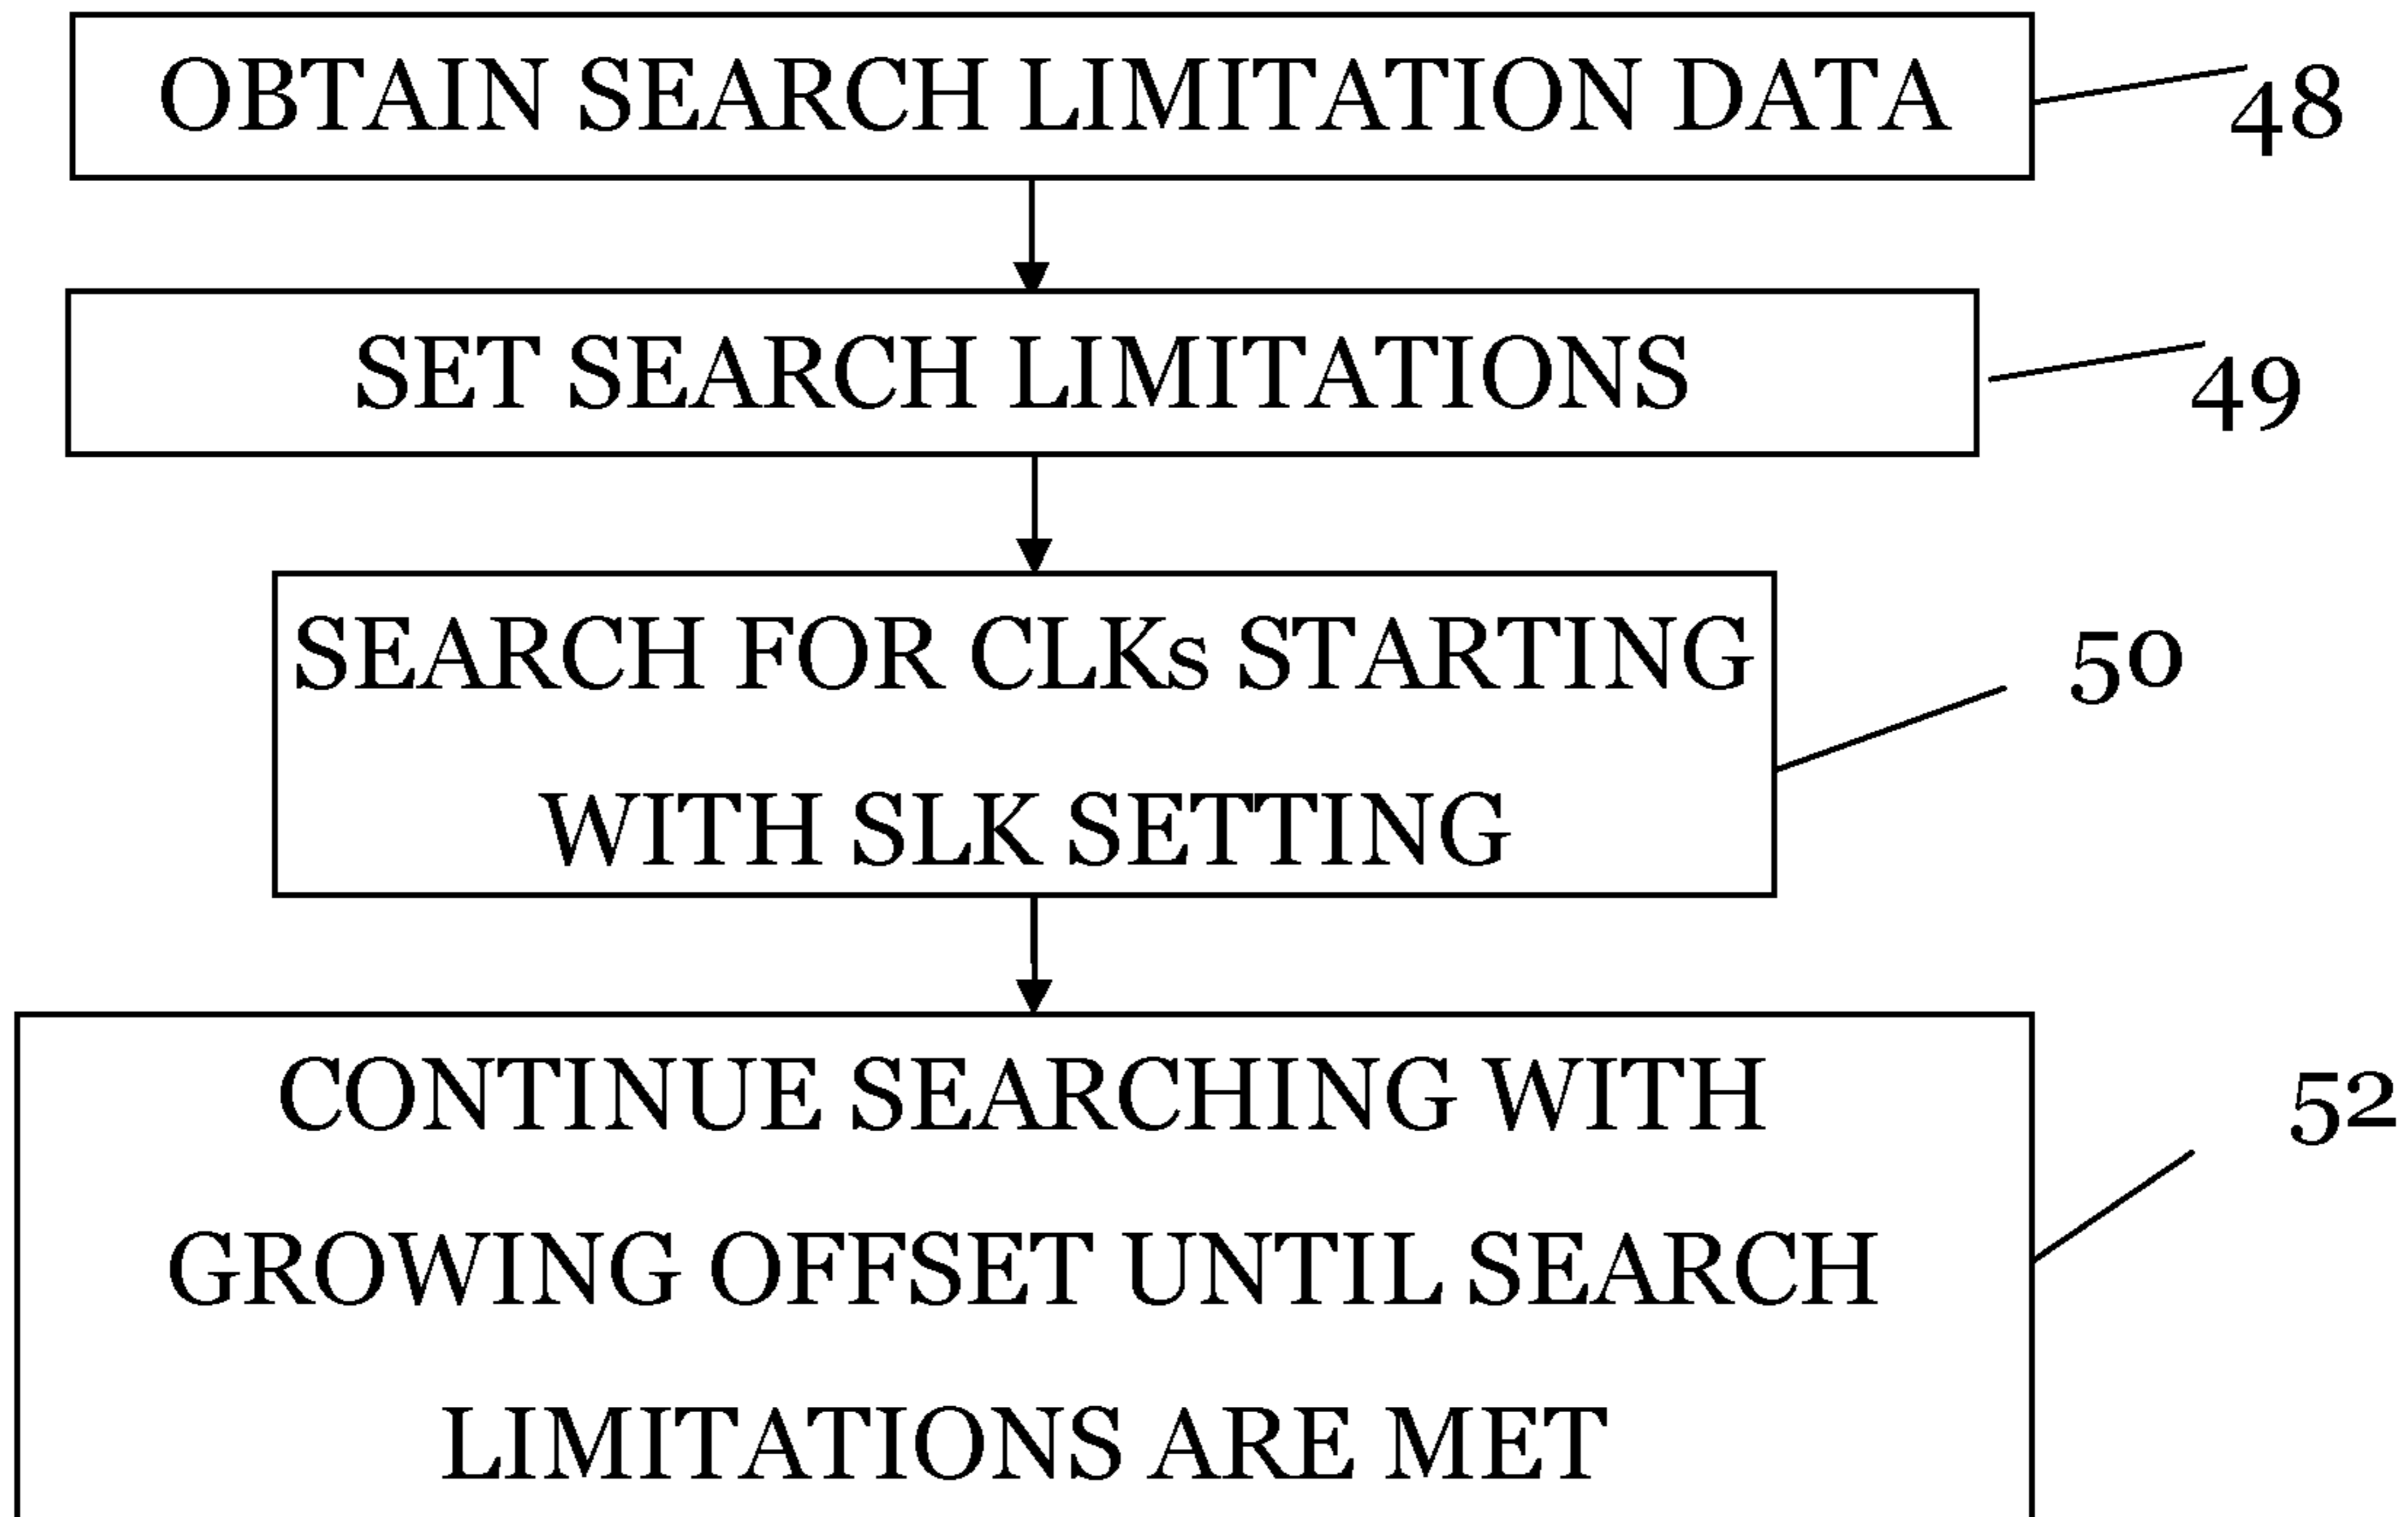 OBTAIN SEARCH LIMITATION DATA
48
SET SEARCH LIMITATIONS
49
SEARCH FOR CLKs STARTING
WITH SLK SETTING
50
CONTINUE SEARCHING WITH
GROWING OFFSET UNTIL SEARCH
LIMITATIONS ARE MET
52